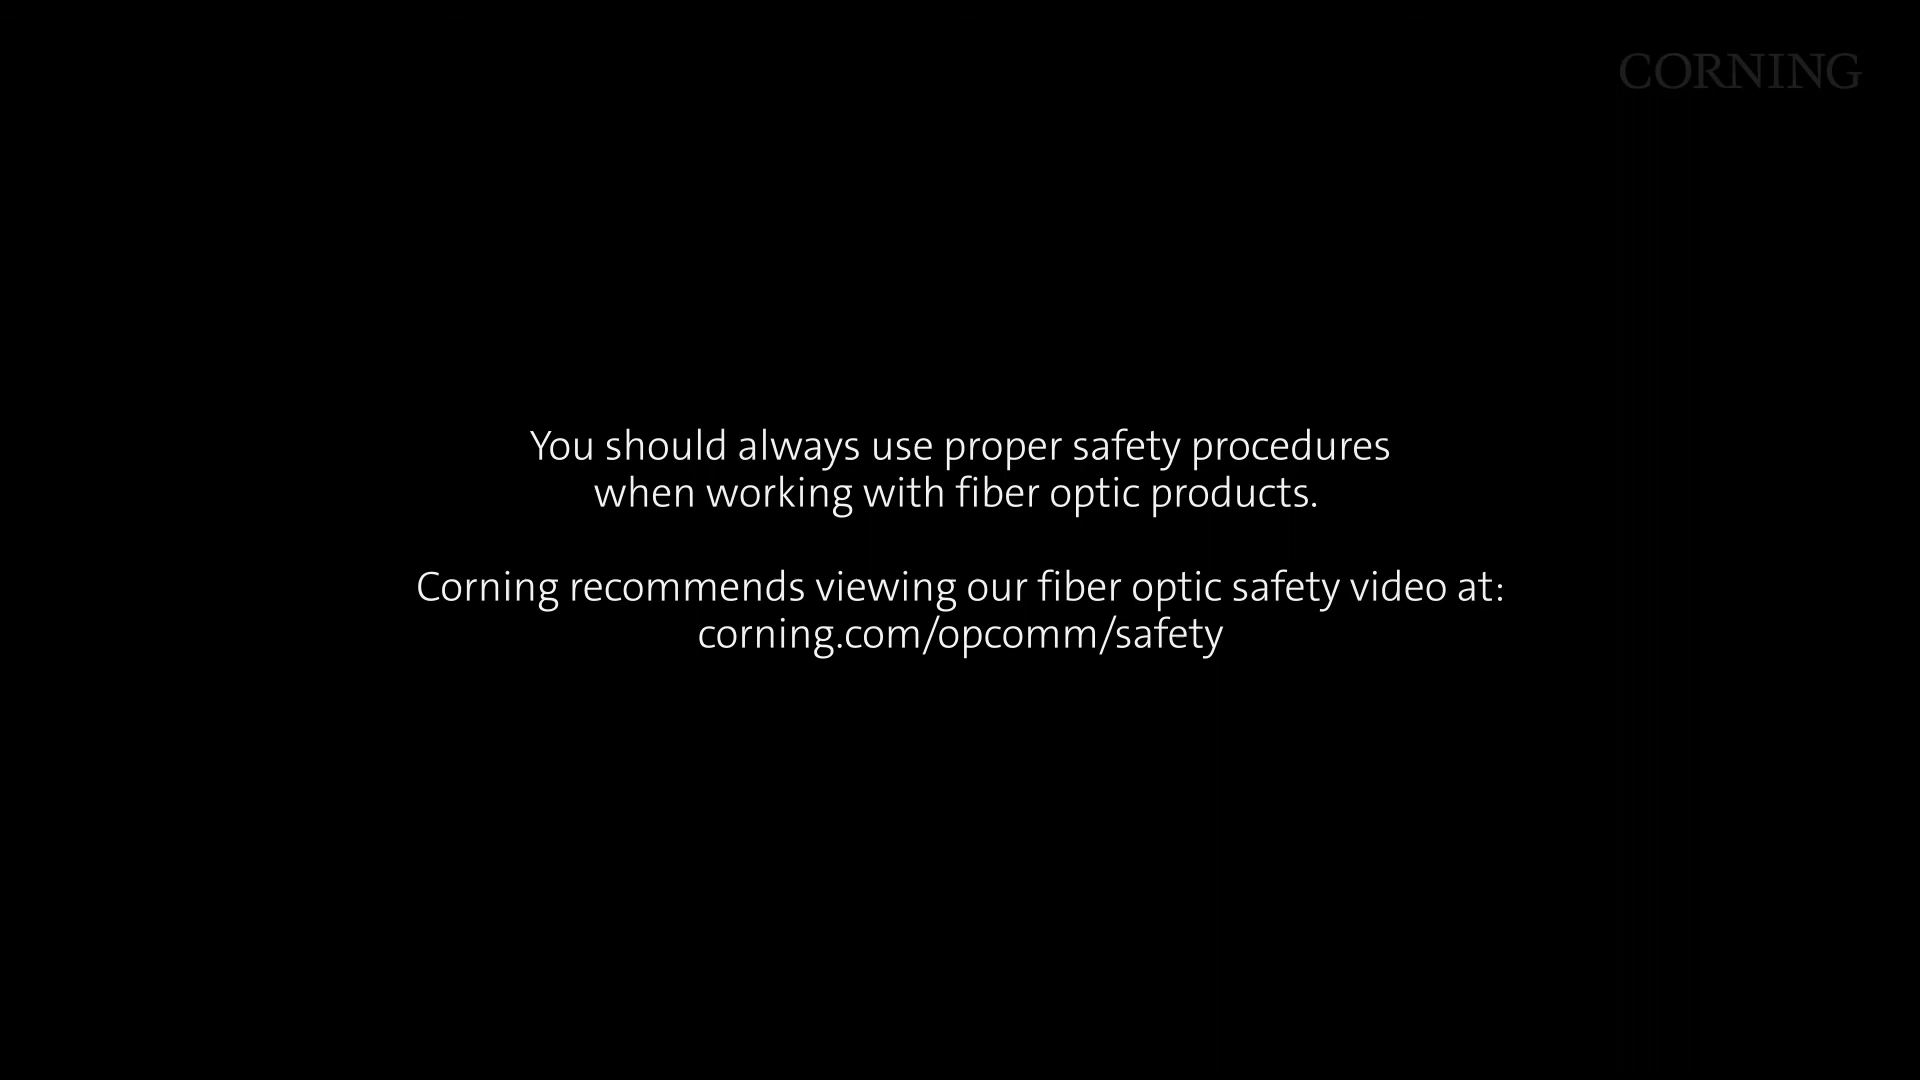 CORNING
You should always use proper safety procedures
when working with fiber optic products.
Corning recommends viewing our fiber optic safety video at:
corning.com/opcomm/safety